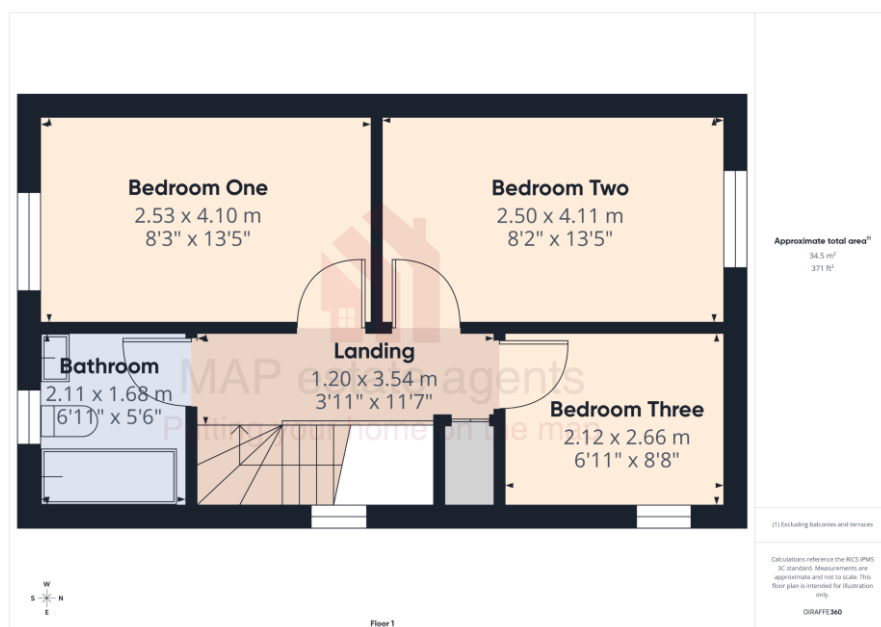 Bedroom One
2.53 x 4.10 m
8'3" x 13'5"
Bedroom Two
2.50 x 4.11 m
8'2" x 13'5"
Bathroom
2.11 x 1.68 m
6'11" x 5'6"
Landing
1.20 x 3.54 m
3'11" x 11'7"
Bedroom Three
2.12 x 2.66 m
6'11" x 8'8"
MAP estate agents
Putting your home on the map
W
S N
E
Floor 1
Approximate total area(1)
34.5 m²
371 ft²
(1) Excluding balconies and terraces
Calculations reference the RICS IPMS
3C standard. Measurements are
approximate and not to scale. This
floor plan is intended for illustration
only.
GIRAFFE360